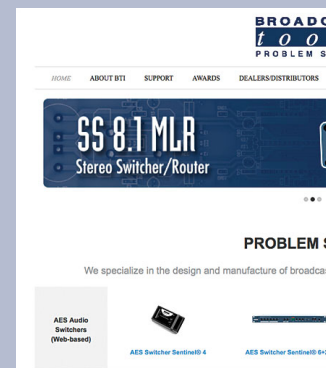 BROADC
too
PROBLEM S
HOME ABOUT BTI SUPPORT AWARDS DEALERS/DISTRIBUTORS
SS 8.1 MLR
Stereo Switcher/Router
PROBLEM S
We specialize in the design and manufacture of broadcas
AES Audio
Switchers
(Web-based)
AES Switcher Sentinel® 4 AES Switcher Sentinel® 6+